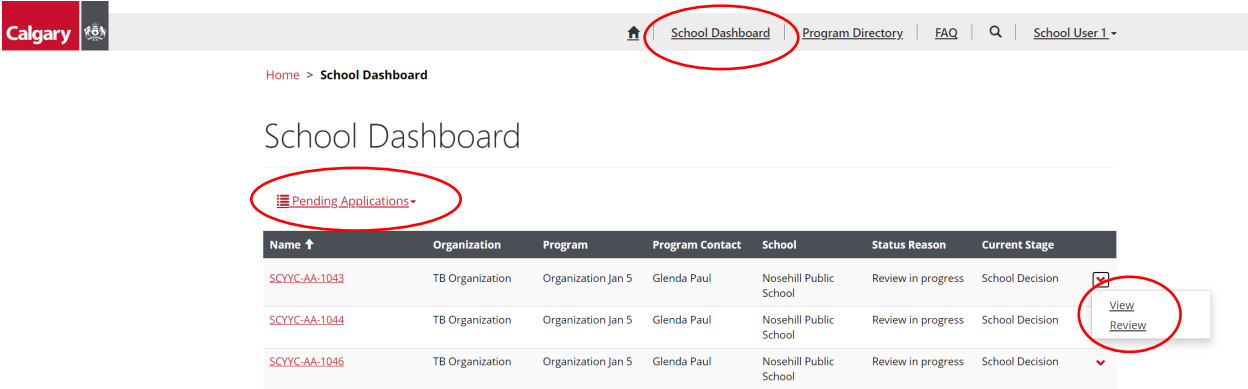 Calgary
School Dashboard Program Directory FAQ School User 1
Home > School Dashboard
School Dashboard
Pending Applications
Name Organization Program Program Contact School Status Reason Current Stage
SCYYC-AA-1043 TB Organization Organization Jan 5 Glenda Paul Nosehill Public Review in progress School Decision
School
View
SCYYC-AA-1044 TB Organization Organization Jan 5 Glenda Paul Nosehill Public Review in progress School Decision
School
Review
SCYYC-AA-1046 TB Organization Organization Jan 5 Glenda Paul Nosehill Public Review in progress School Decision
School